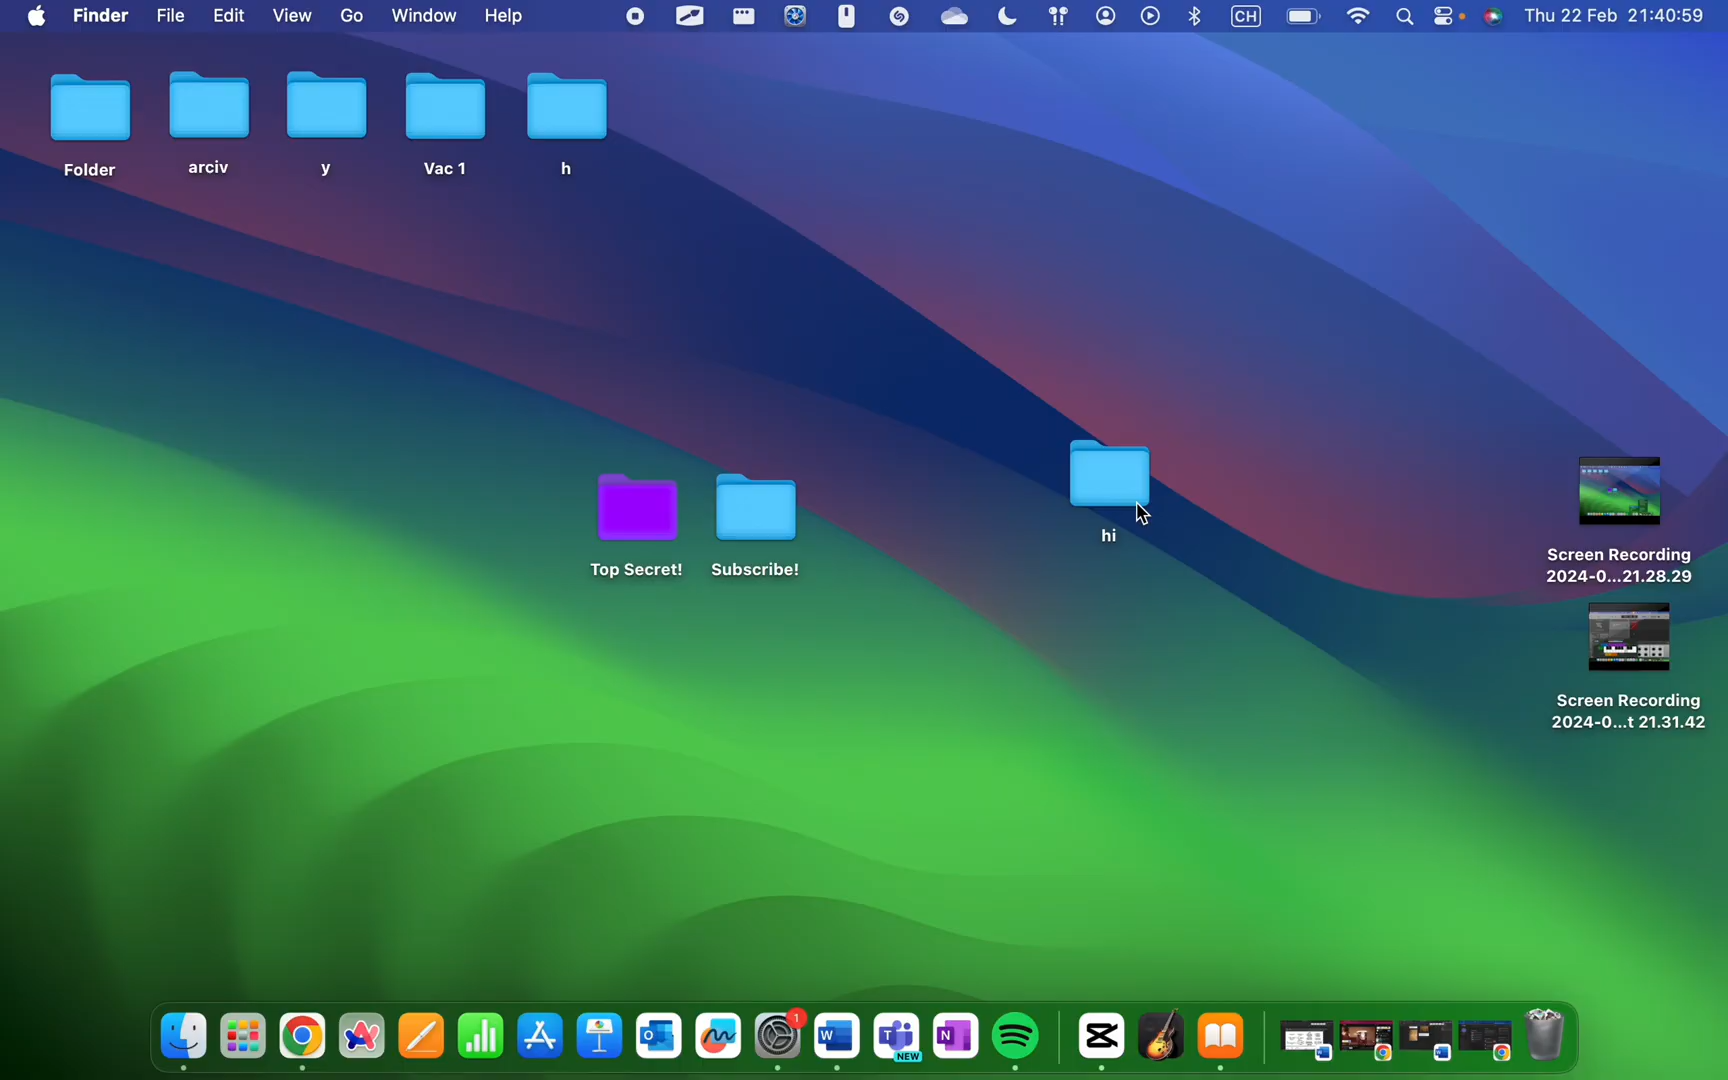 Finder File Edit View Go Window Help CH Thu 22 Feb 21:40:59
Folder arciv y Vac 1 h
hi
Top Secret! Subscribe!
Screen Recording
2024-0...21.28.29
Screen Recording
2024-0...t 21.31.42
1
W
T
NEW
N